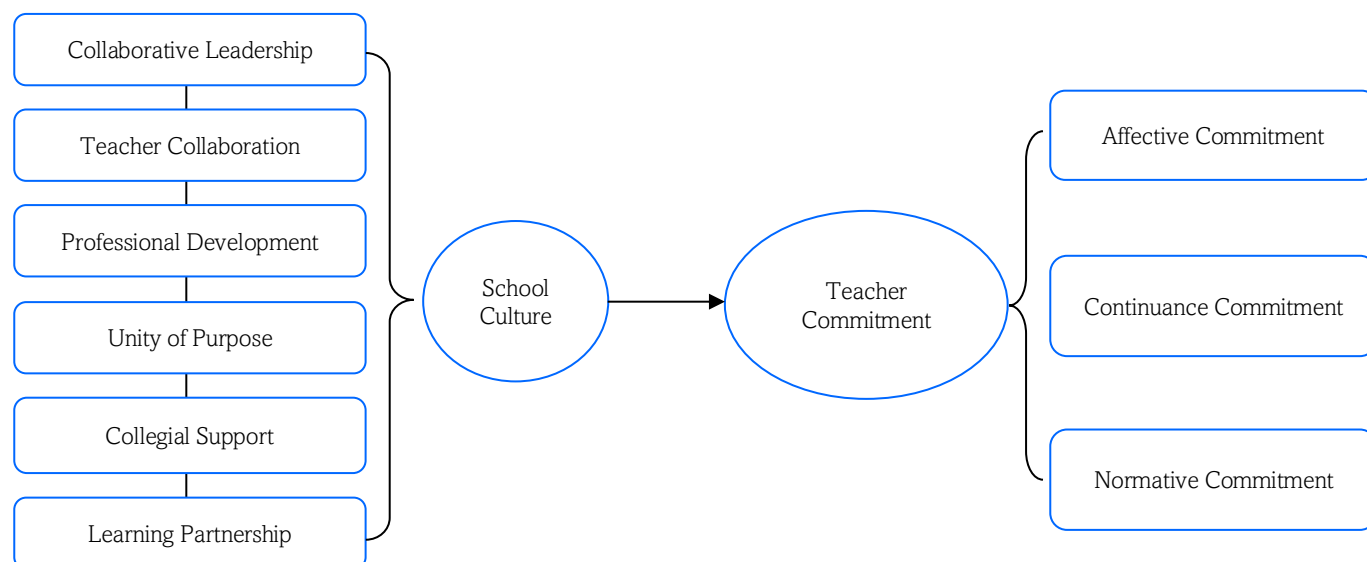 Collaborative Leadership
Teacher Collaboration
Professional Development
Unity of Purpose
Collegial Support
Learning Partnership
School
Culture
Teacher
Commitment
Affective Commitment
Continuance Commitment
Normative Commitment